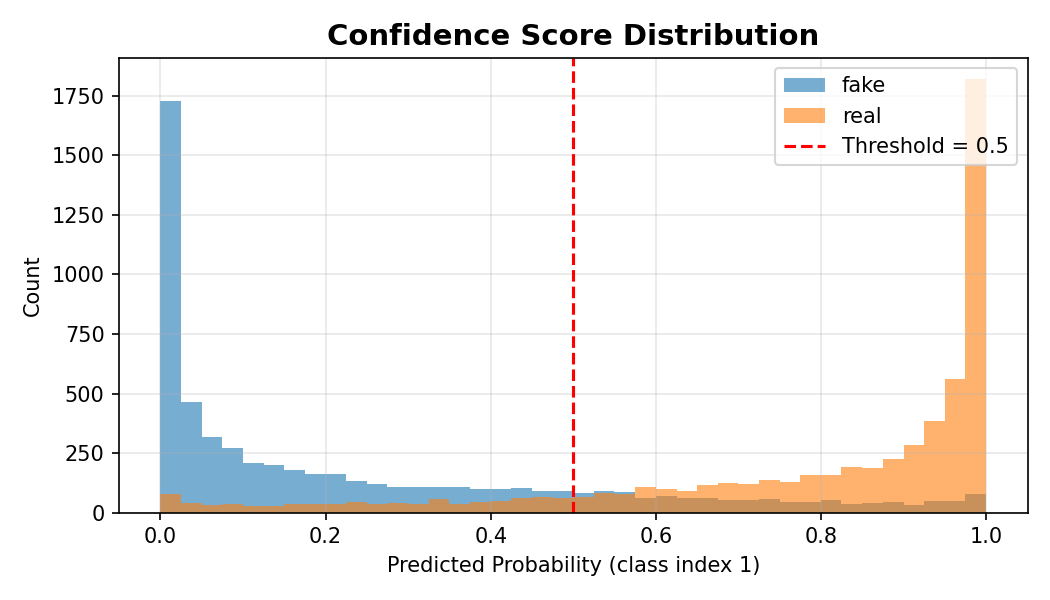 Confidence Score Distribution
fake
real
Threshold = 0.5
Count
1750
1500
1250
1000
750
500
250
0
0.0 0.2 0.4 0.6 0.8 1.0
Predicted Probability (class index 1)